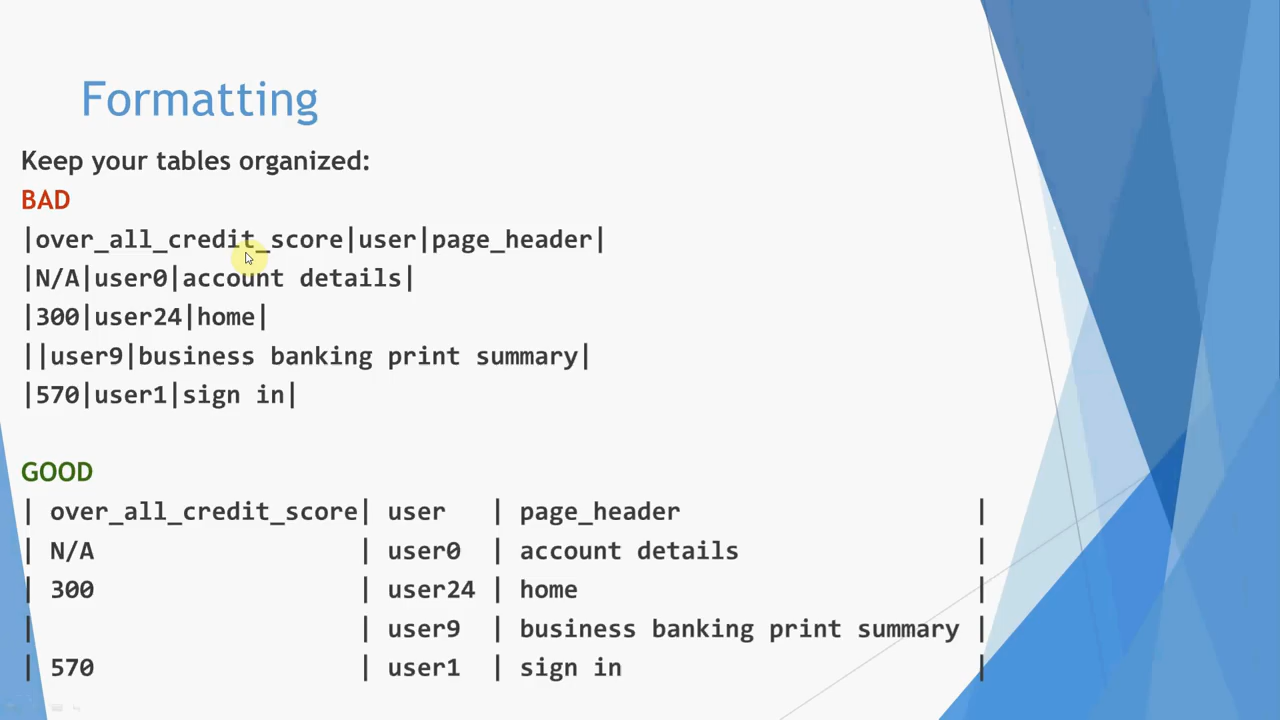 Formatting
Keep your tables organized:
BAD
|over_all_credit_score|user|page_header|
|N/A|user0|account details|
|300|user24|home|
||user9|business banking print summary|
|570|user1|sign in|
GOOD
| over_all_credit_score| user   | page_header                    |
| N/A                  | user0  | account details                |
| 300                  | user24 | home                           |
|                      | user9  | business banking print summary |
| 570                  | user1  | sign in                        |